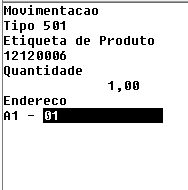 Movimentacao
Tipo 501
Etiqueta de Produto
12120006
Quantidade
1,00
Endereco
A1 - 01